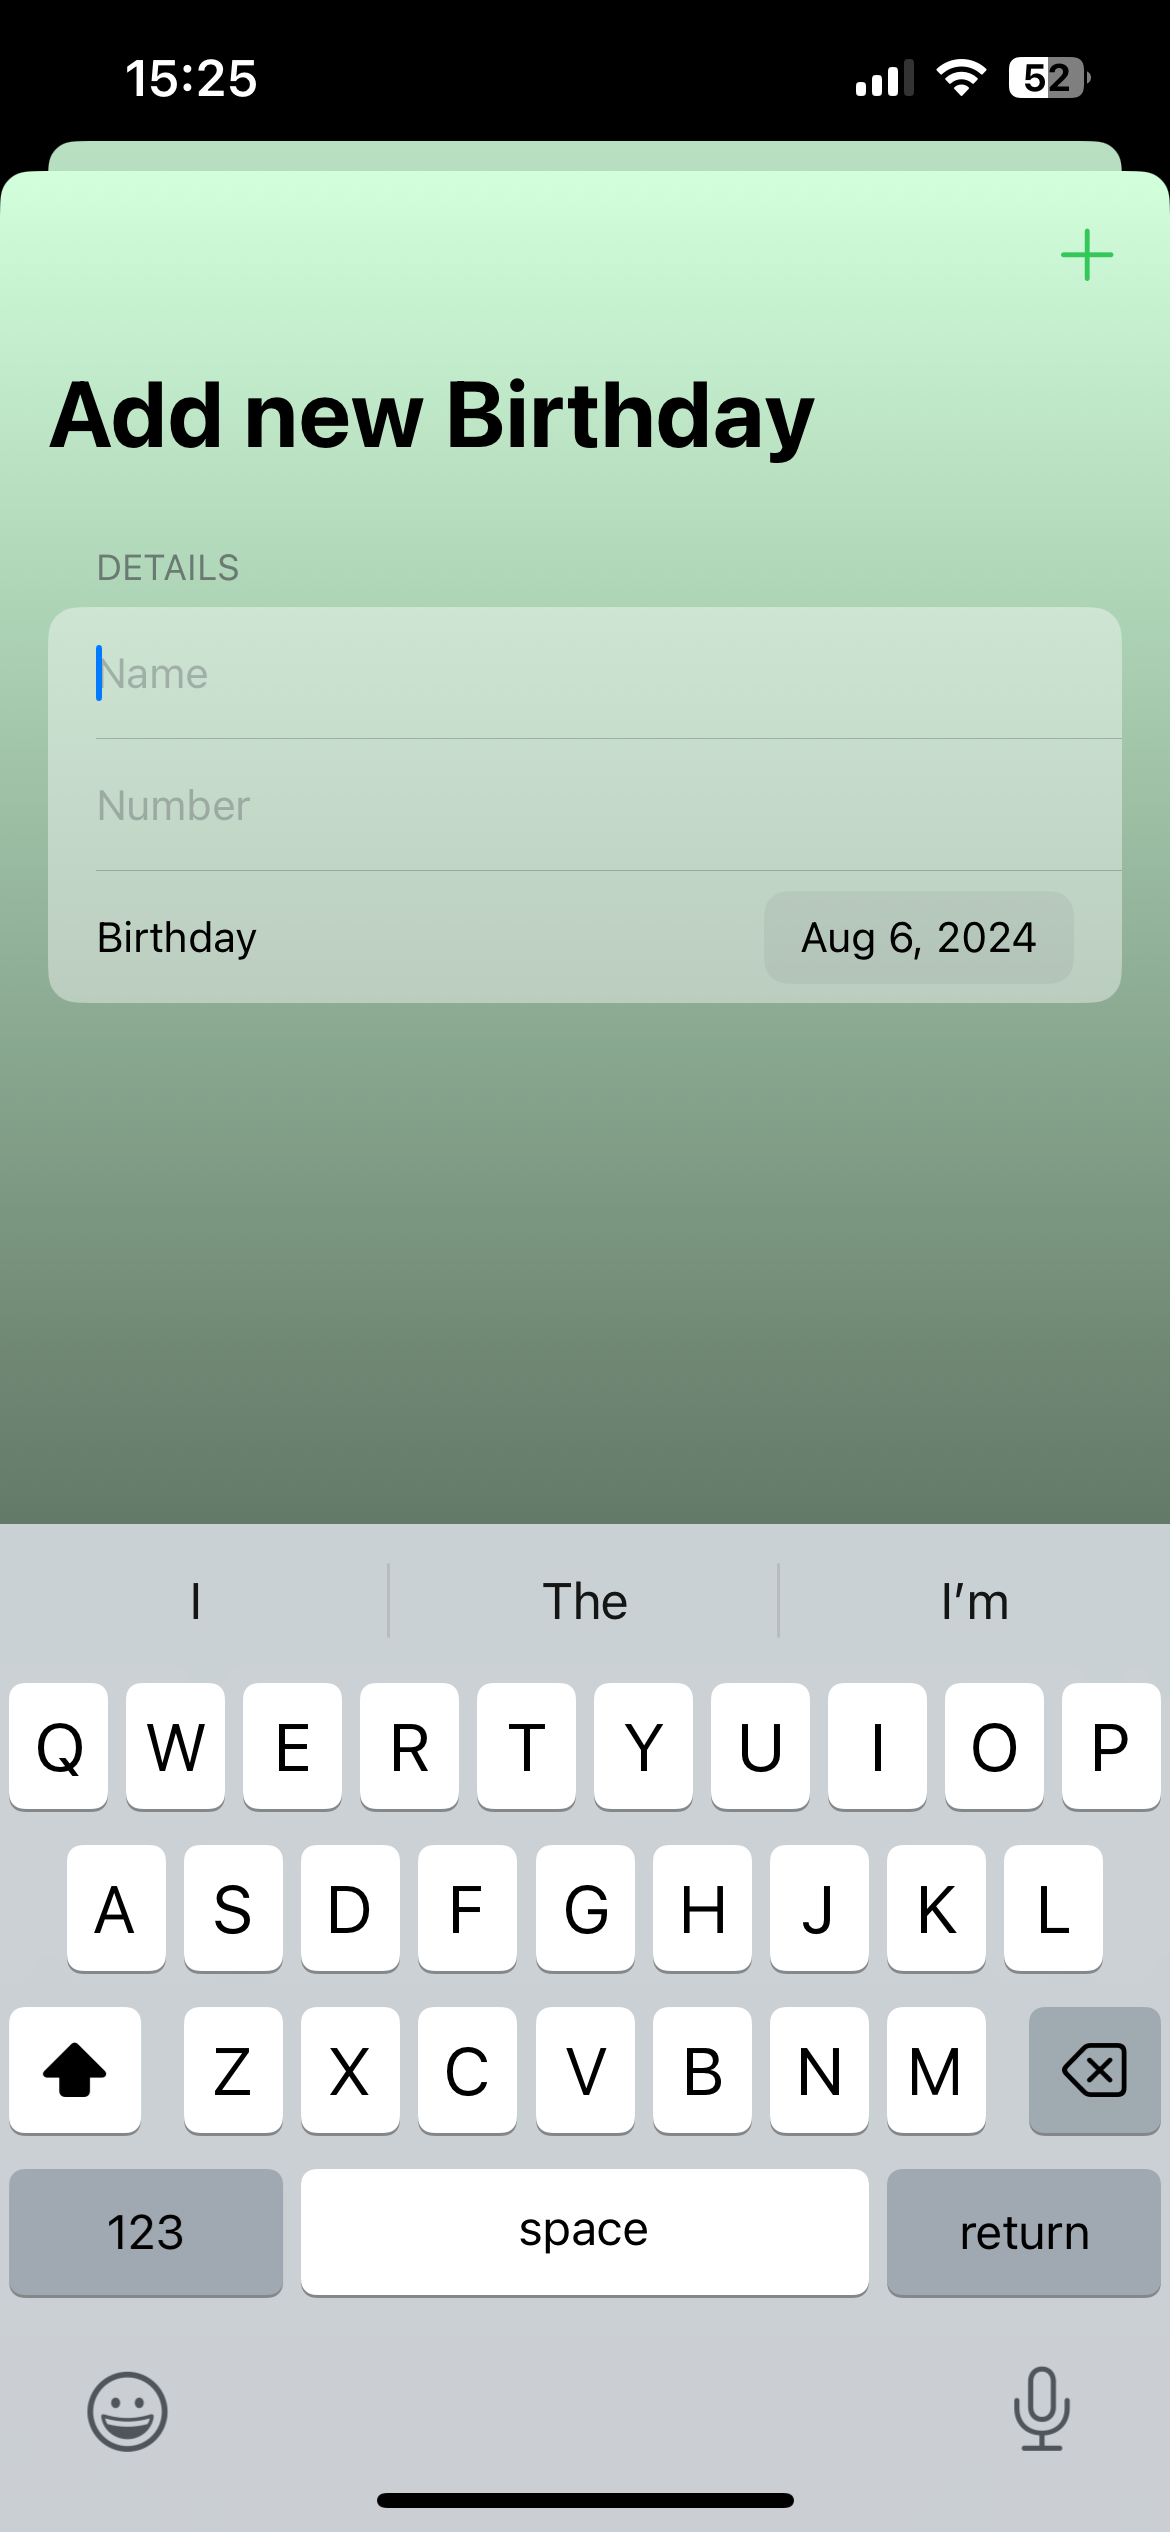 15:25
52
Add new Birthday
DETAILS
Name
Number
Birthday Aug 6, 2024
I The I’m
Q W E R T Y U I O P
A S D F G H J K L
Z X C V B N M
123 space return